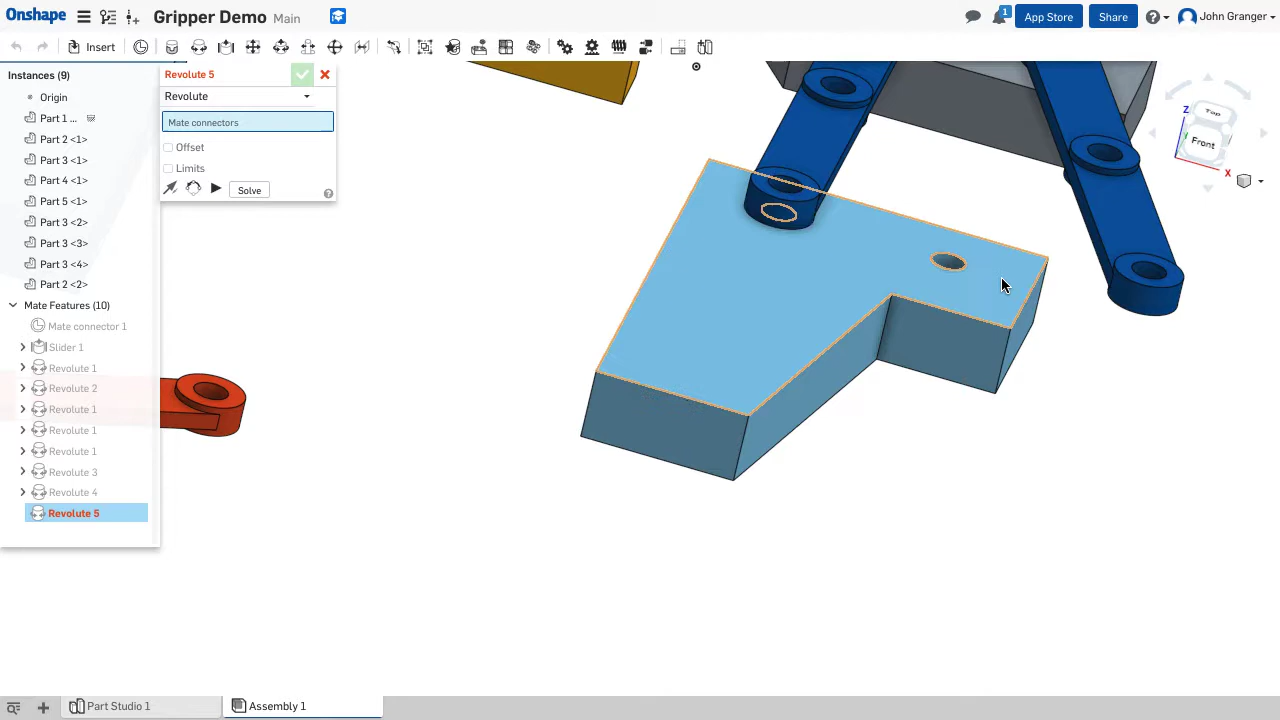 Onshape
Gripper Demo Main
1
App Store
Share
John Granger
Insert
Instances (9)
Origin
Part 1 ...
Part 2 <1>
Part 3 <1>
Part 4 <1>
Part 5 <1>
Part 3 <2>
Part 3 <3>
Part 3 <4>
Part 2 <2>
Mate Features (10)
Mate connector 1
Slider 1
Revolute 1
Revolute 2
Revolute 1
Revolute 1
Revolute 1
Revolute 3
Revolute 4
Revolute 5
Revolute 5
Revolute
Mate connectors
Offset
Limits
Solve
Top
Front
Z
Y
X
Part Studio 1
Assembly 1